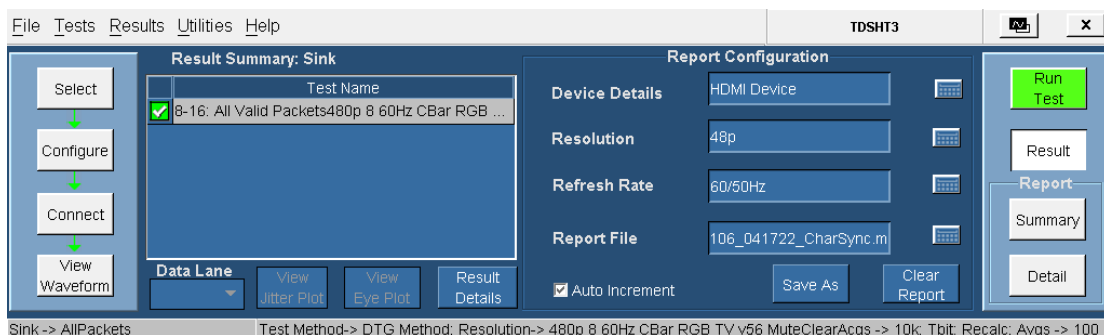 File Tests Results Utilities Help TDSHT3 x
Result Summary: Sink Report Configuration
Select Test Name Device Details HDMI Device Run Test
8-16: All Valid Packets480p 8 60Hz CBar RGB ...
Configure Resolution 48p Result
Refresh Rate 60/50Hz Report
Connect Report File 106_041722_CharSync.m Summary
View Waveform Data Lane View Jitter Plot View Eye Plot Result Details Auto Increment Save As Clear Report Detail
Sink -> AllPackets Test Method-> DTG Method; Resolution-> 480p 8 60Hz CBar RGB TV v56 MuteClearAcqs -> 10k; Tbit: Recalc; Avgs -> 100